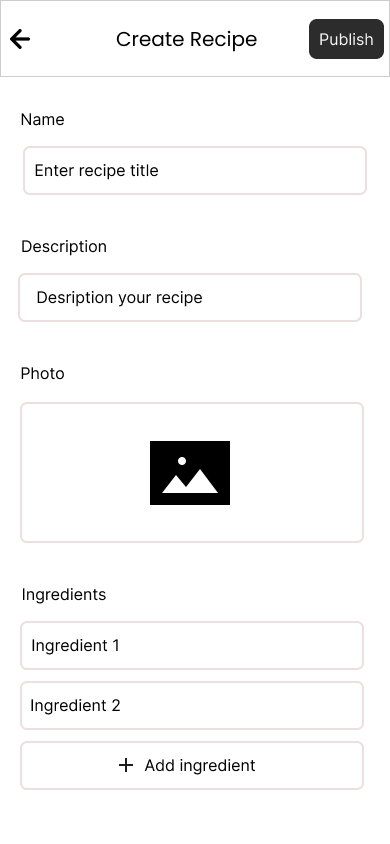 Create Recipe
Publish
Name
Enter recipe title
Description
Desription your recipe
Photo
Ingredients
Ingredient 1
Ingredient 2
Add ingredient